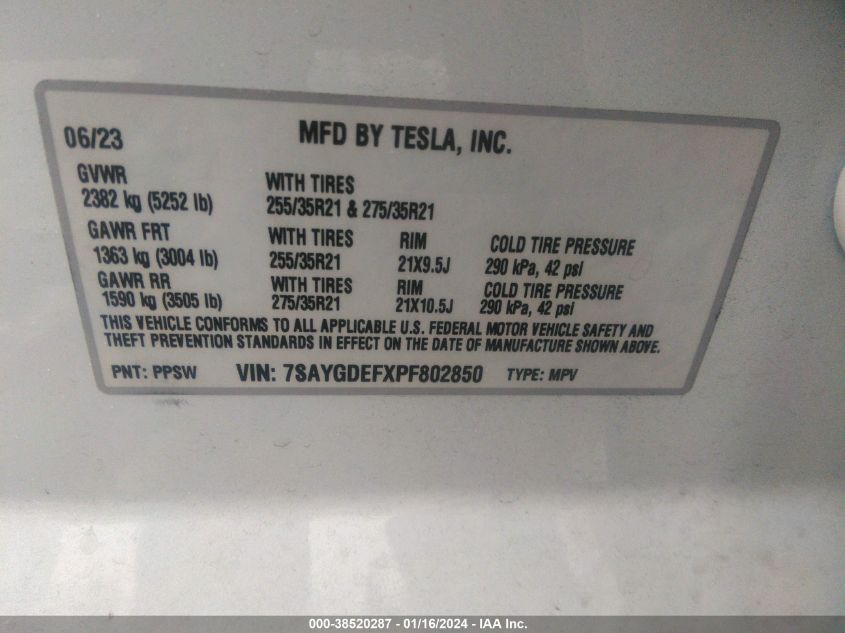 06/23 MFD BY TESLA, INC.
GVWR
2382 kg (5252 lb) WITH TIRES
255/35R21 & 275/35R21
GAWR FRT WITH TIRES RIM COLD TIRE PRESSURE
1363 kg (3004 lb) 255/35R21 21X9.5J 290 kPa, 42 psi
GAWR RR WITH TIRES RIM COLD TIRE PRESSURE
1590 kg (3505 lb) 275/35R21 21X10.5J 290 kPa, 42 psi
THIS VEHICLE CONFORMS TO ALL APPLICABLE U.S. FEDERAL MOTOR VEHICLE SAFETY AND
THEFT PREVENTION STANDARDS IN EFFECT ON THE DATE OF MANUFACTURE SHOWN ABOVE.
PNT: PPSW VIN: 7SAYGDEFXPF802850 TYPE: MPV
000-38520287 - 01/16/2024 - IAA Inc.